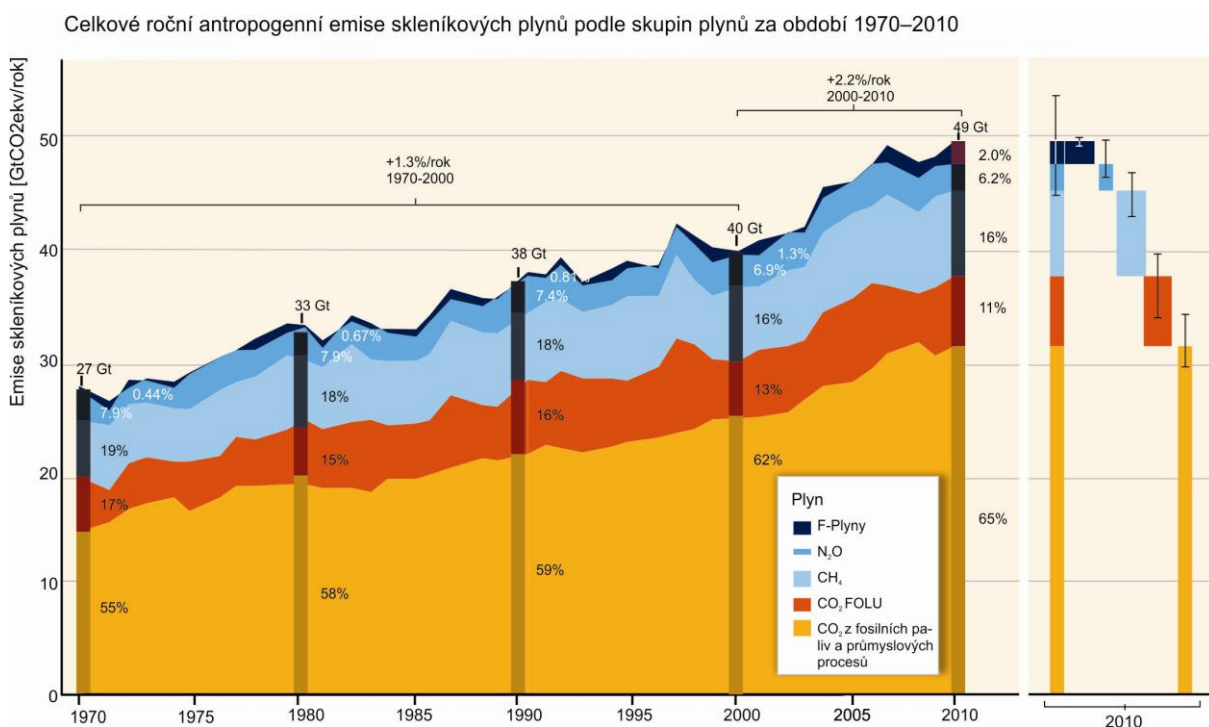 Celkové roční antropogenní emise skleníkových plynů podle skupin plynů za období 1970–2010
Emise skleníkových plynů [GtCO2ekv/rok]
50
40
30
20
10
0
+1.3%/rok
1970-2000
+2.2%/rok
2000-2010
27 Gt
7.9%
19%
17%
55%
0.44%
33 Gt
7.9%
18%
15%
58%
0.67%
38 Gt
0.81%
7.4%
18%
16%
59%
40 Gt
1.3%
6.9%
16%
13%
62%
49 Gt
2.0%
6.2%
16%
11%
65%
Plyn
F-Plyny
N₂O
CH₄
CO₂ FOLU
CO₂ z fosilních pa-
liv a průmyslových
procesů
1970
1975
1980
1985
1990
1995
2000
2005
2010
2010